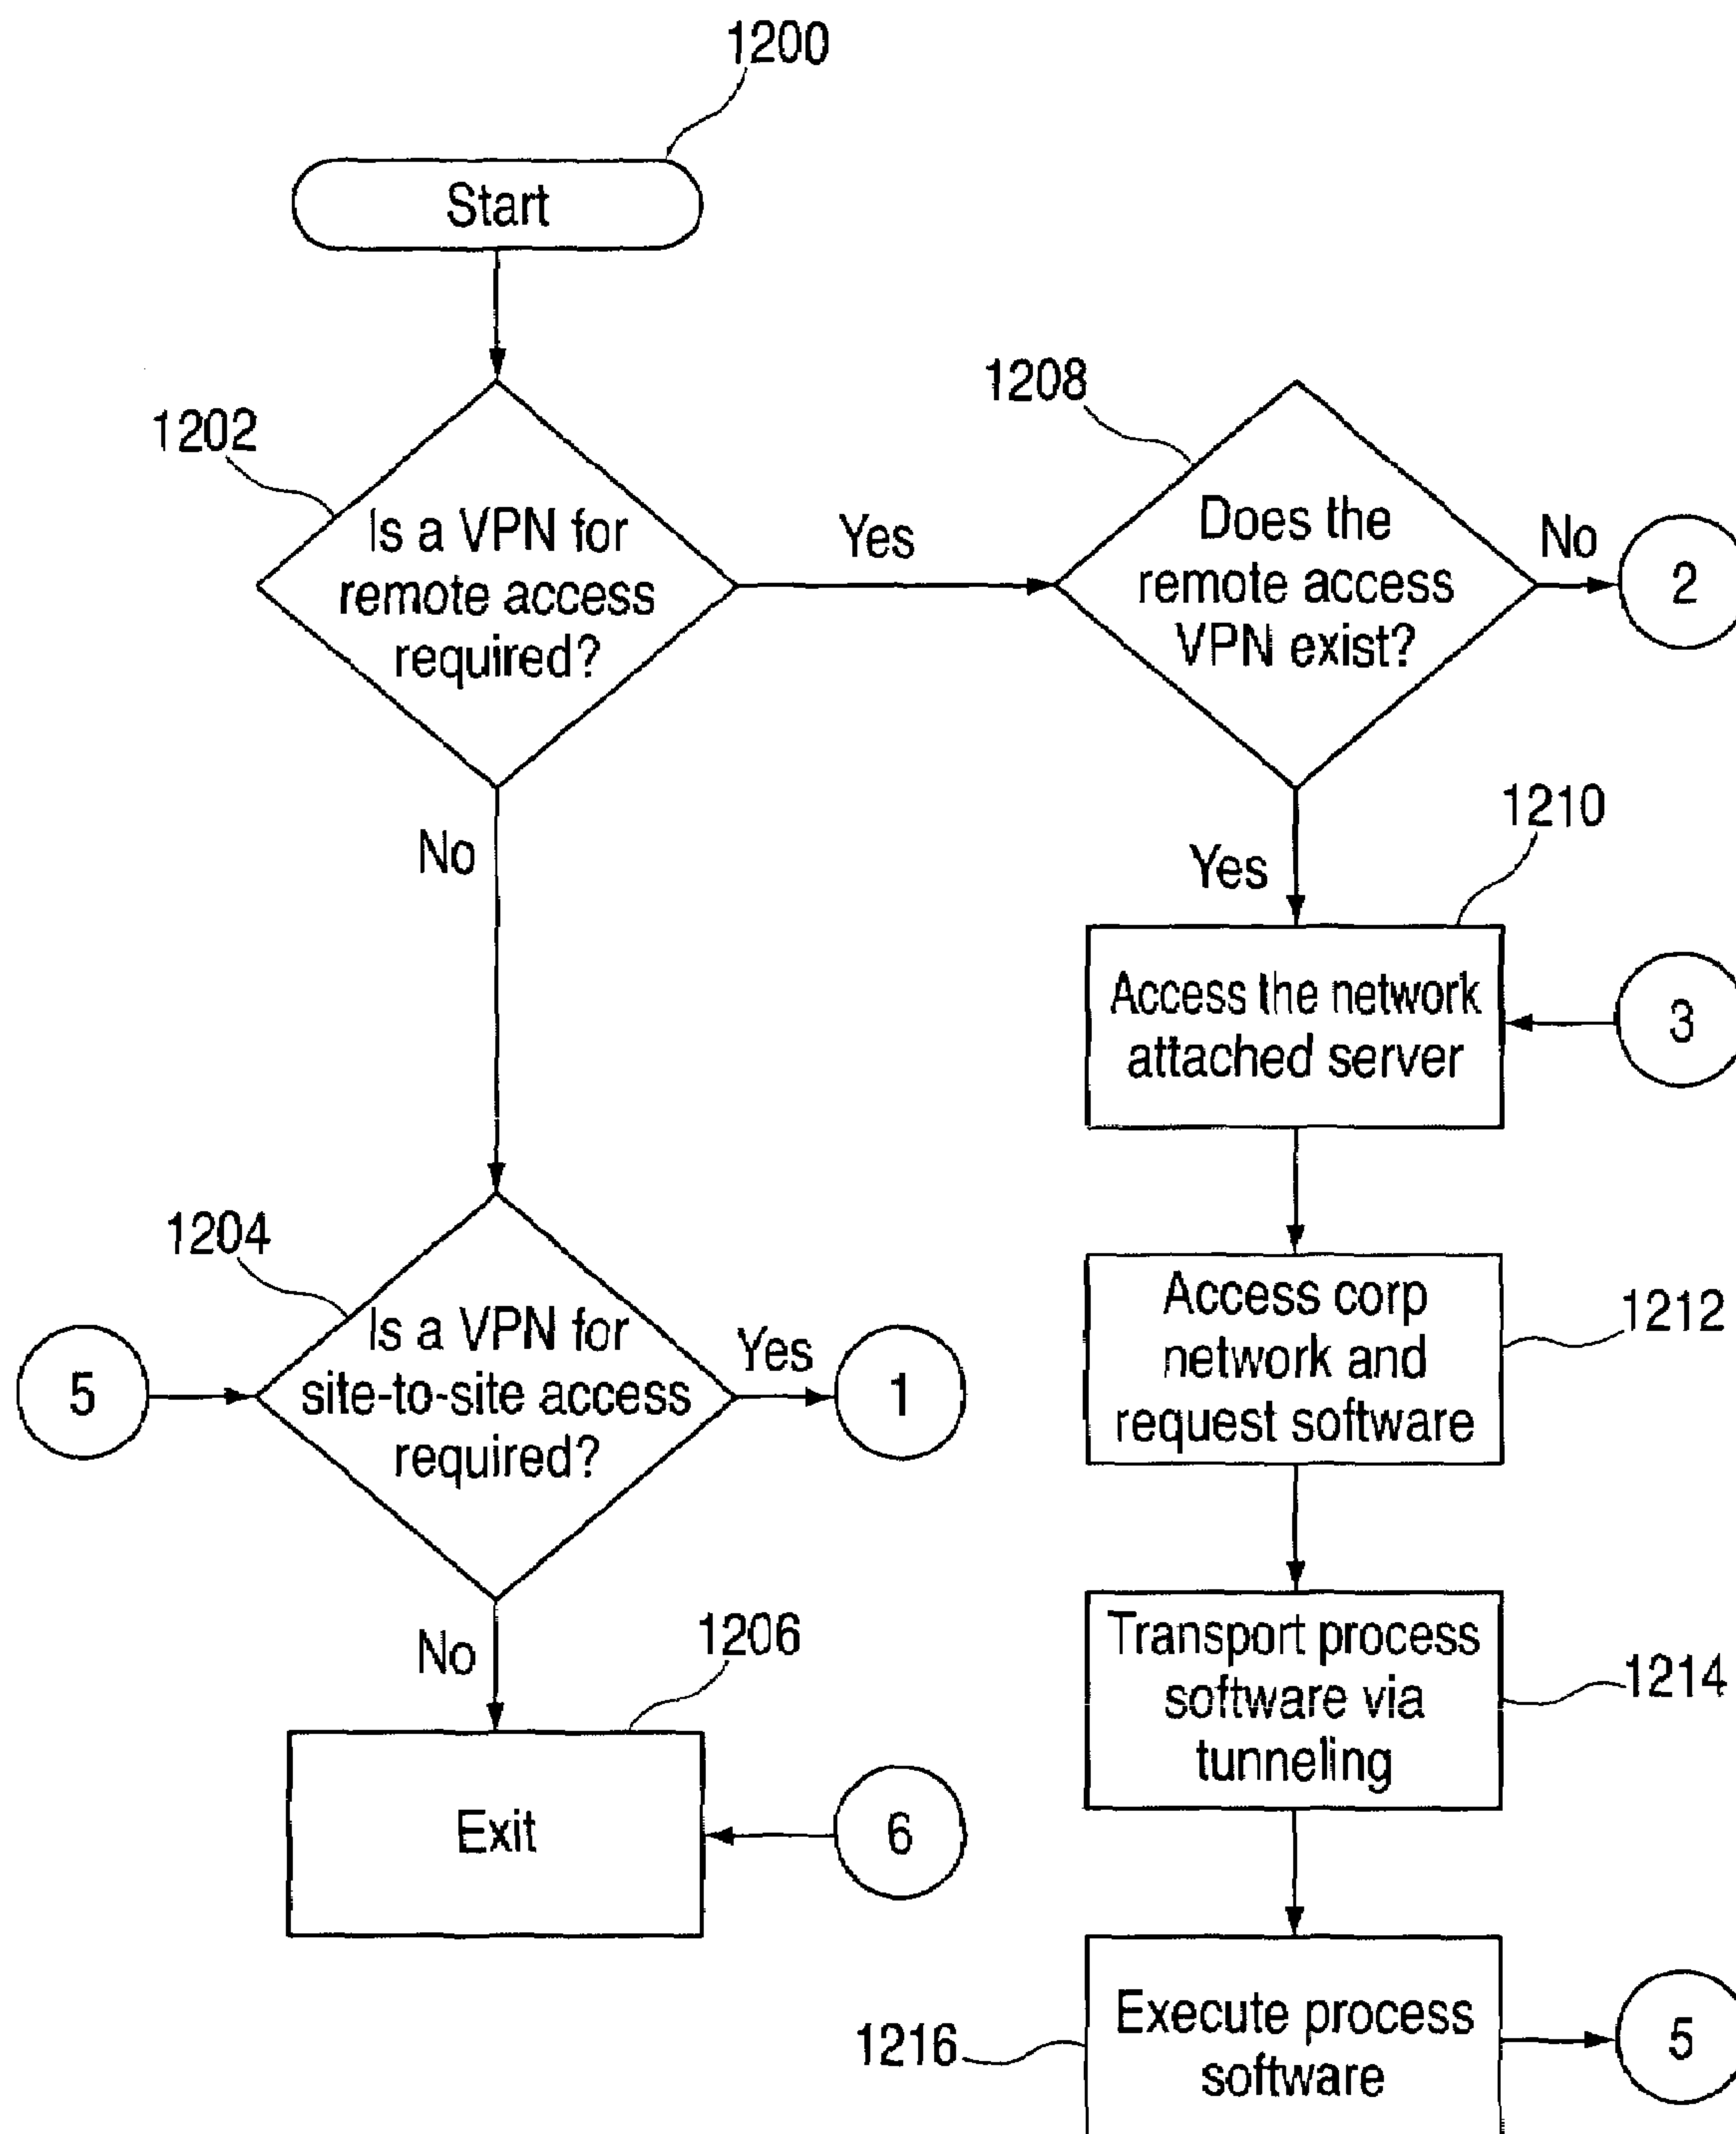 1200
Start
1202
Is a VPN for
remote access
required?
Yes
1208
Does the
remote access
VPN exist?
No
2
No
Yes
1210
Access the network
attached server
3
1204
Is a VPN for
site-to-site access
required?
5
Yes
1
1212
Access corp
network and
request software
No
1206
Exit
6
1214
Transport process
software via
tunneling
1216
Execute process
software
5